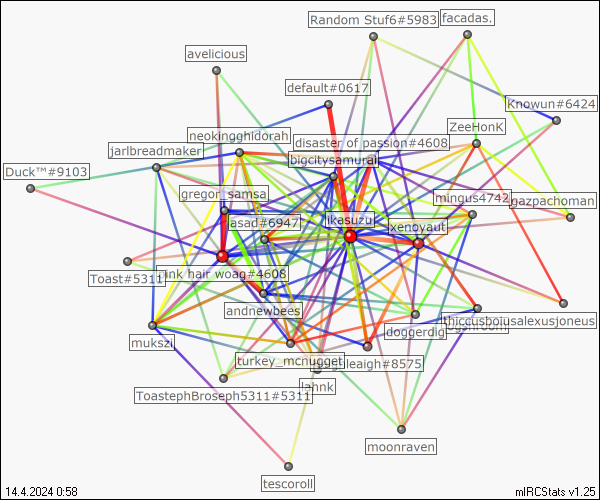 Random Stuf6#5983
facadas.
avelicious
default#0617
Knowun#6424
ZeeHonK
neokingghidorah
disaster of passion#4608
jarlbreadmaker
bigcitysamurai
Duck™#9103
gregor_samsa
mingus4742
gazpachoman
jasad#6947
likasuzu
xenoyaut
Toast#5311
pink hair woag#4608
andnewbees
doggerdig
thiccusboiusalexusjoneus
mukszi
turkey_mcnugget
leaigh#8575
lahnk
ToastephBroseph5311#5311
moonraven
tescoroll
14.4.2024 0:58
mIRCStats v1.25